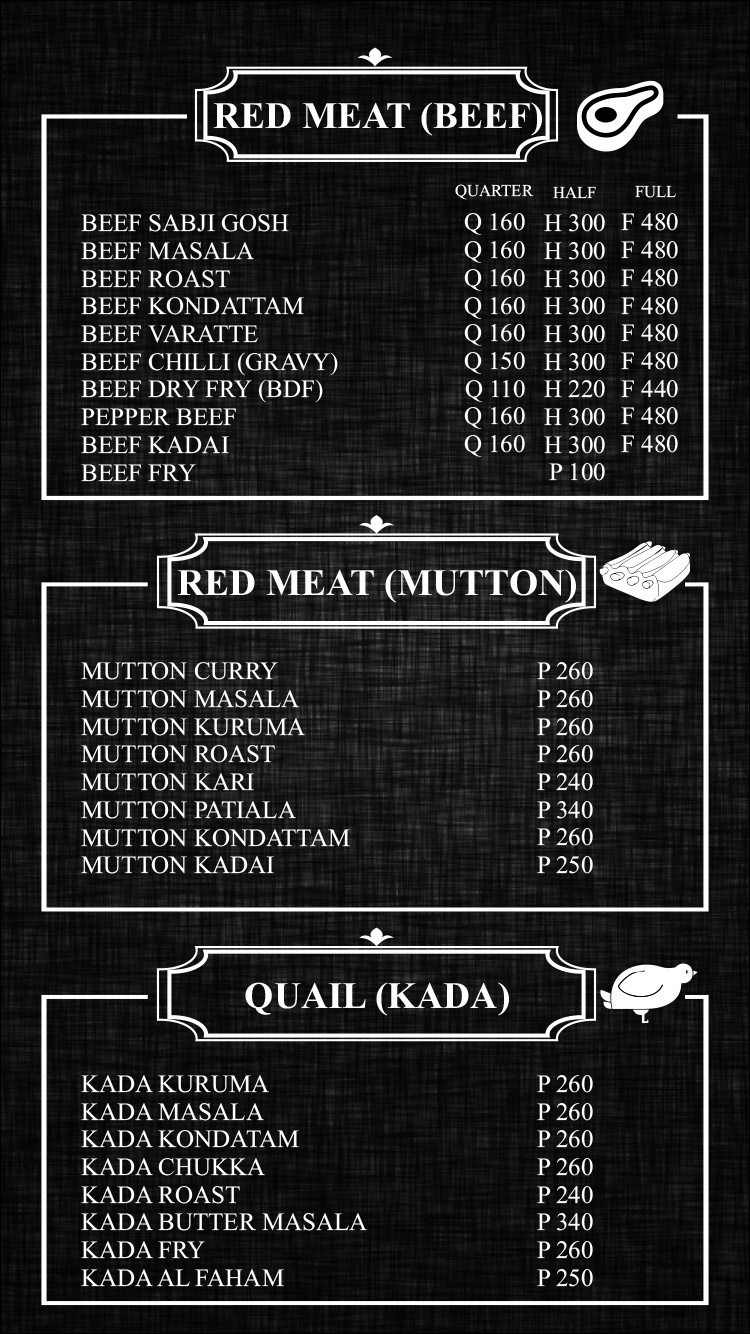 RED MEAT (BEEF)
QUARTER HALF FULL
BEEF SABJI GOSH Q 160 H 300 F 480
BEEF MASALA Q 160 H 300 F 480
BEEF ROAST Q 160 H 300 F 480
BEEF KONDATTAM Q 160 H 300 F 480
BEEF VARATTE Q 160 H 300 F 480
BEEF CHILLI (GRAVY) Q 150 H 300 F 480
BEEF DRY FRY (BDF) Q 110 H 220 F 440
PEPPER BEEF Q 160 H 300 F 480
BEEF KADAI Q 160 H 300 F 480
BEEF FRY P 100
RED MEAT (MUTTON)
MUTTON CURRY P 260
MUTTON MASALA P 260
MUTTON KURUMA P 260
MUTTON ROAST P 260
MUTTON KARI P 240
MUTTON PATIALA P 340
MUTTON KONDATTAM P 260
MUTTON KADAI P 250
QUAIL (KADA)
KADA KURUMA P 260
KADA MASALA P 260
KADA KONDATAM P 260
KADA CHUKKA P 260
KADA ROAST P 240
KADA BUTTER MASALA P 340
KADA FRY P 260
KADA AL FAHAM P 250